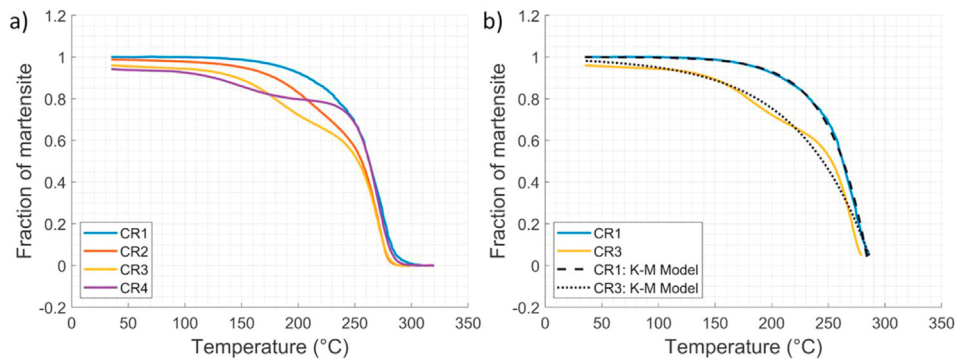 a)
1.2
1
0.8
0.6
0.4
0.2
0
-0.2
Fraction of martensite
CR1
CR2
CR3
CR4
0 50 100 150 200 250 300 350
Temperature (°C)
b)
1.2
1
0.8
0.6
0.4
0.2
0
-0.2
Fraction of martensite
CR1
CR3
CR1: K-M Model
CR3: K-M Model
0 50 100 150 200 250 300 350
Temperature (°C)